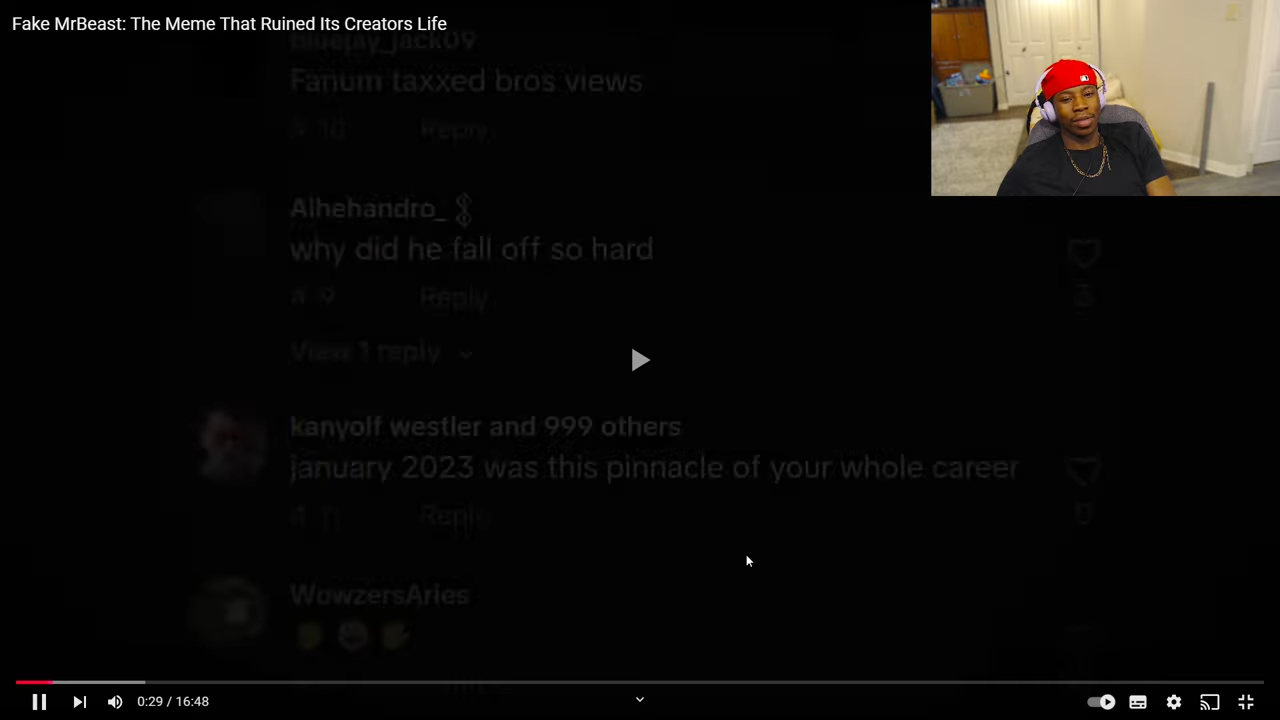 Fake MrBeast: The Meme That Ruined Its Creators Life
Bluejay_jack09
Fanum taxxed bros views
Reply
Alhehandro_
why did he fall off so hard
9
Reply
View 1 reply
kanyolf westler and 999 others
january 2023 was this pinnacle of your whole career
Reply
WowzersAries
0:29 / 16:48